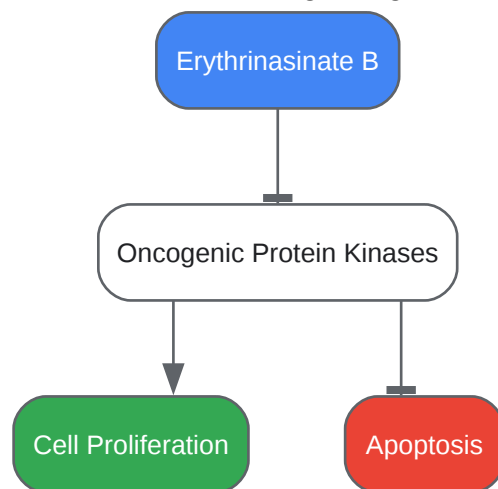 Erythrinasinate B
Oncogenic Protein Kinases
Cell Proliferation
Apoptosis